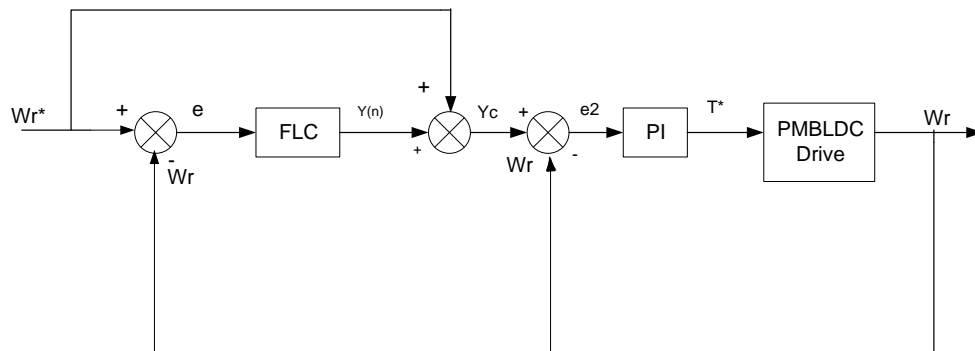 Wr*
+
-
Wr
e
FLC
Y(n)
+
+
Yc
+
-
Wr
e2
PI
T*
PMBLDC
Drive
Wr